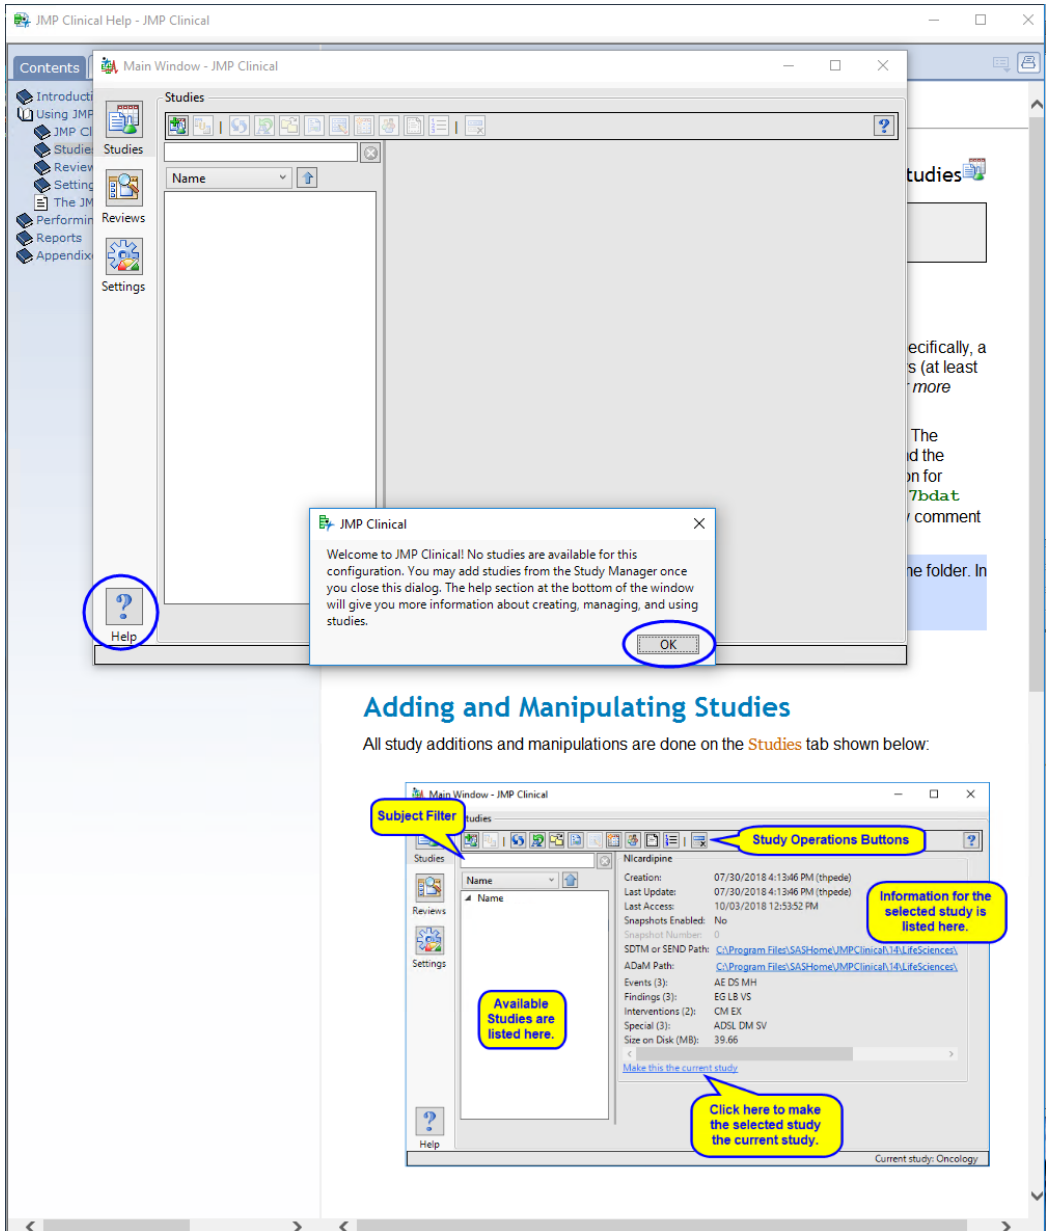 JMP Clinical Help - JMP Clinical
Contents
Main Window - JMP Clinical
Introducti
Using JMP
JMP Cl
Studie
Review
Setting
The JM
Performin
Reports
Appendix
Studies
Studies
Name
Reviews
Settings
?
Help
tudies
ecifically, a
s (at least
more
The
d the
on for
7bdat
comment
ne folder. In
JMP Clinical
Welcome to JMP Clinical! No studies are available for this
configuration. You may add studies from the Study Manager once
you close this dialog. The help section at the bottom of the window
will give you more information about creating, managing, and using
studies.
OK
Adding and Manipulating Studies
All study additions and manipulations are done on the Studies tab shown below:
Main Window - JMP Clinical
Subject Filter
tudies
Study Operations Buttons
?
Studies
Name
Name
Reviews
Settings
Available
Studies are
listed here.
Nicardipine
Creation: 07/30/2018 4:13:46 PM (thpede)
Last Update: 07/30/2018 4:13:46 PM (thpede)
Last Access: 10/03/2018 12:53:52 PM
Snapshots Enabled: No
Snapshot Number: 0
SDTM or SEND Path: C:\Program Files\SASHome\JMPClinical\14\LifeSciences\
ADaM Path: C:\Program Files\SASHome\JMPClinical\14\LifeSciences\
Events (3): AE DS MH
Findings (3): EG LB VS
Interventions (2): CM EX
Special (3): ADSL DM SV
Size on Disk (MB): 39.66
Make this the current study
Information for the
selected study is
listed here.
Click here to make
the selected study
the current study.
?
Help
Current study: Oncology